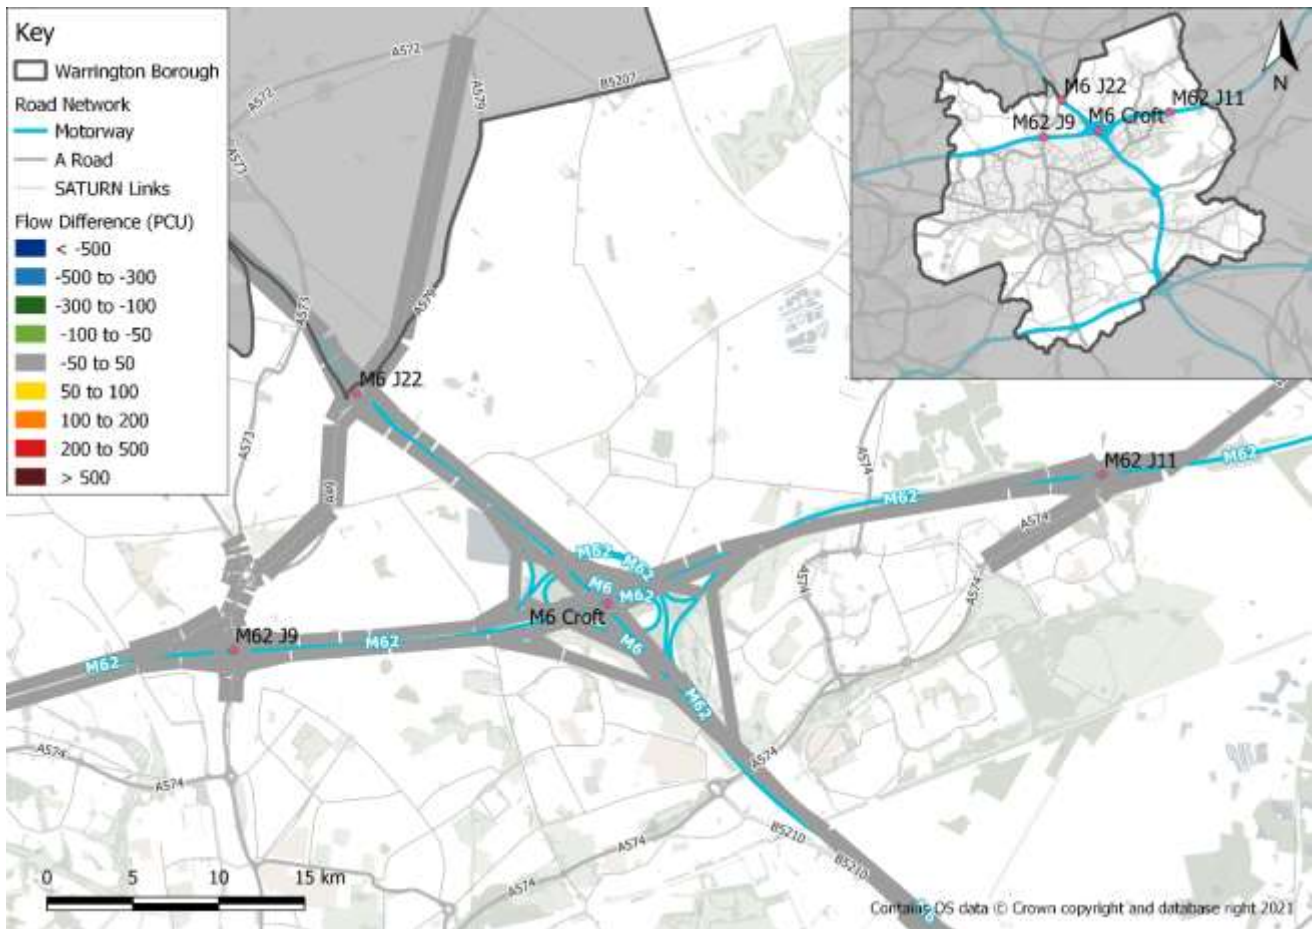 Key
Warrington Borough
Road Network
Motorway
A Road
SATURN Links
Flow Difference (PCU)
< -500
-500 to -300
-300 to -100
-100 to -50
-50 to 50
50 to 100
100 to 200
200 to 500
> 500
A572
A572
A579
B5207
A573
A573
A579
M6 J22
A573
A49
M6 J22
M62 J11
M6 Croft
M62 J9
N
A574
M62 J11
M62
M62
A574
M62
M62
M6
M62
A574
A574
M6 Croft
M62 J9
M62
M62
M6
M62
A574
A574
A574
A574
A574
B5210
B5210
M6
0 5 10 15 km
Contains OS data © Crown copyright and database right 2021